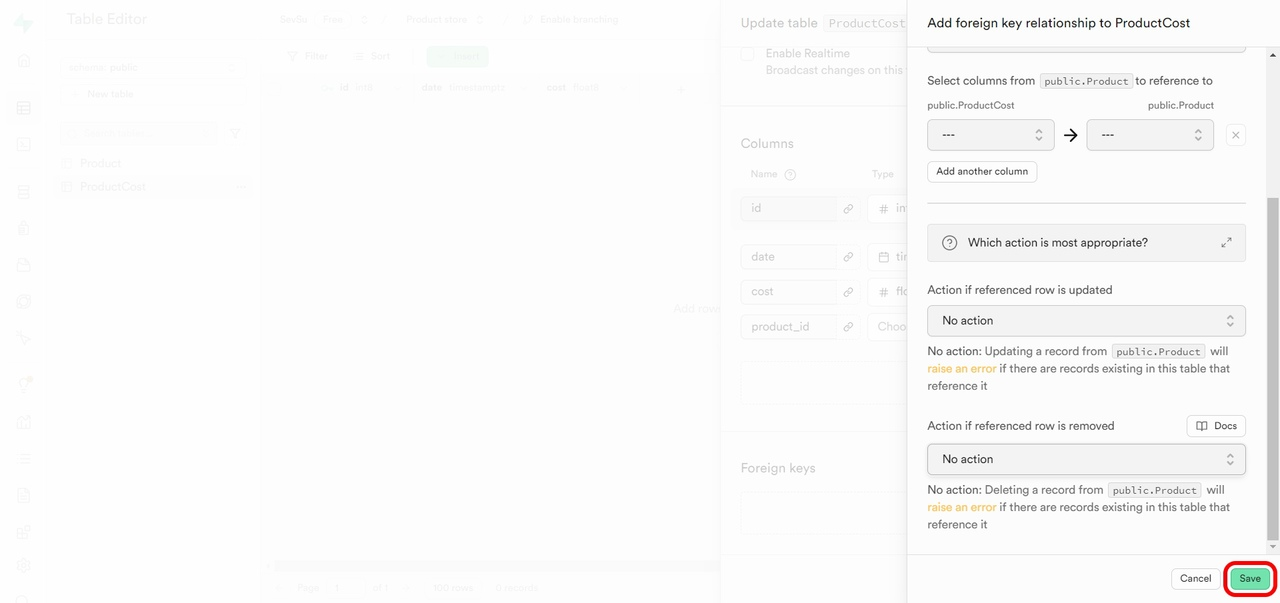 Table Editor
SavSo Free
Product store
Enable branching
schema: public
New table
Product
ProductCost
Filter
Sort
Insert
id int8
date timestamptz
cost float8
Page 1 of 1 100 rows 0 records
Update table ProductCost
Enable Realtime
Broadcast changes on this
Columns
Name Type
id
date
cost
product_id Choo
Foreign keys
Add foreign key relationship to ProductCost
Select columns from public.Product to reference to
public.ProductCost public.Product
--- ---
Add another column
Which action is most appropriate?
Action if referenced row is updated
No action
No action: Updating a record from public.Product will
raise an error if there are records existing in this table that
reference it
Action if referenced row is removed Docs
No action
No action: Deleting a record from public.Product will
raise an error if there are records existing in this table that
reference it
Cancel Save